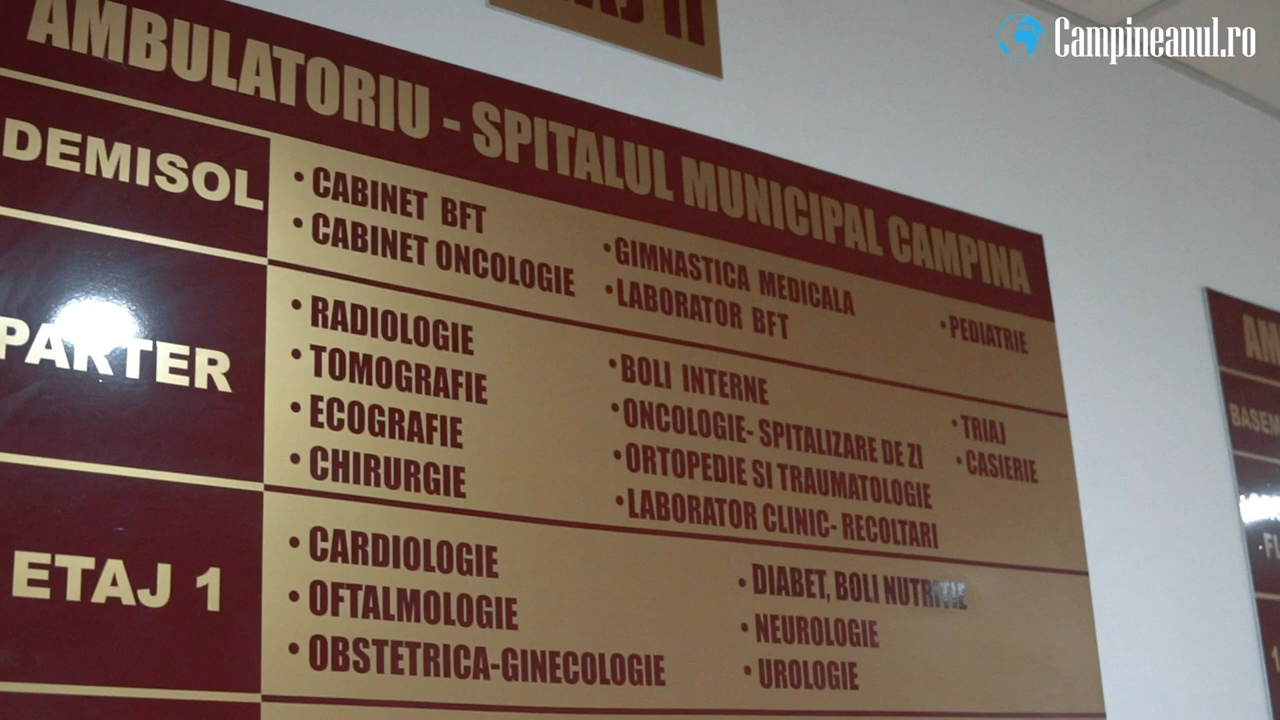 Campineanul.ro
AMBULATORIU - SPITALUL MUNICIPAL CAMPINA
DEMISOL
• CABINET BFT
• CABINET ONCOLOGIE
• GIMNASTICA MEDICALA
• LABORATOR BFT
• PEDIATRIE
PARTER
• RADIOLOGIE
• TOMOGRAFIE
• ECOGRAFIE
• CHIRURGIE
• BOLI INTERNE
• ONCOLOGIE- SPITALIZARE DE ZI
• ORTOPEDIE SI TRAUMATOLOGIE
• LABORATOR CLINIC- RECOLTARI
• TRIAJ
• CASIERIE
ETAJ 1
• CARDIOLOGIE
• OFTALMOLOGIE
• OBSTETRICA-GINECOLOGIE
• DIABET, BOLI NUTRITIE
• NEUROLOGIE
• UROLOGIE